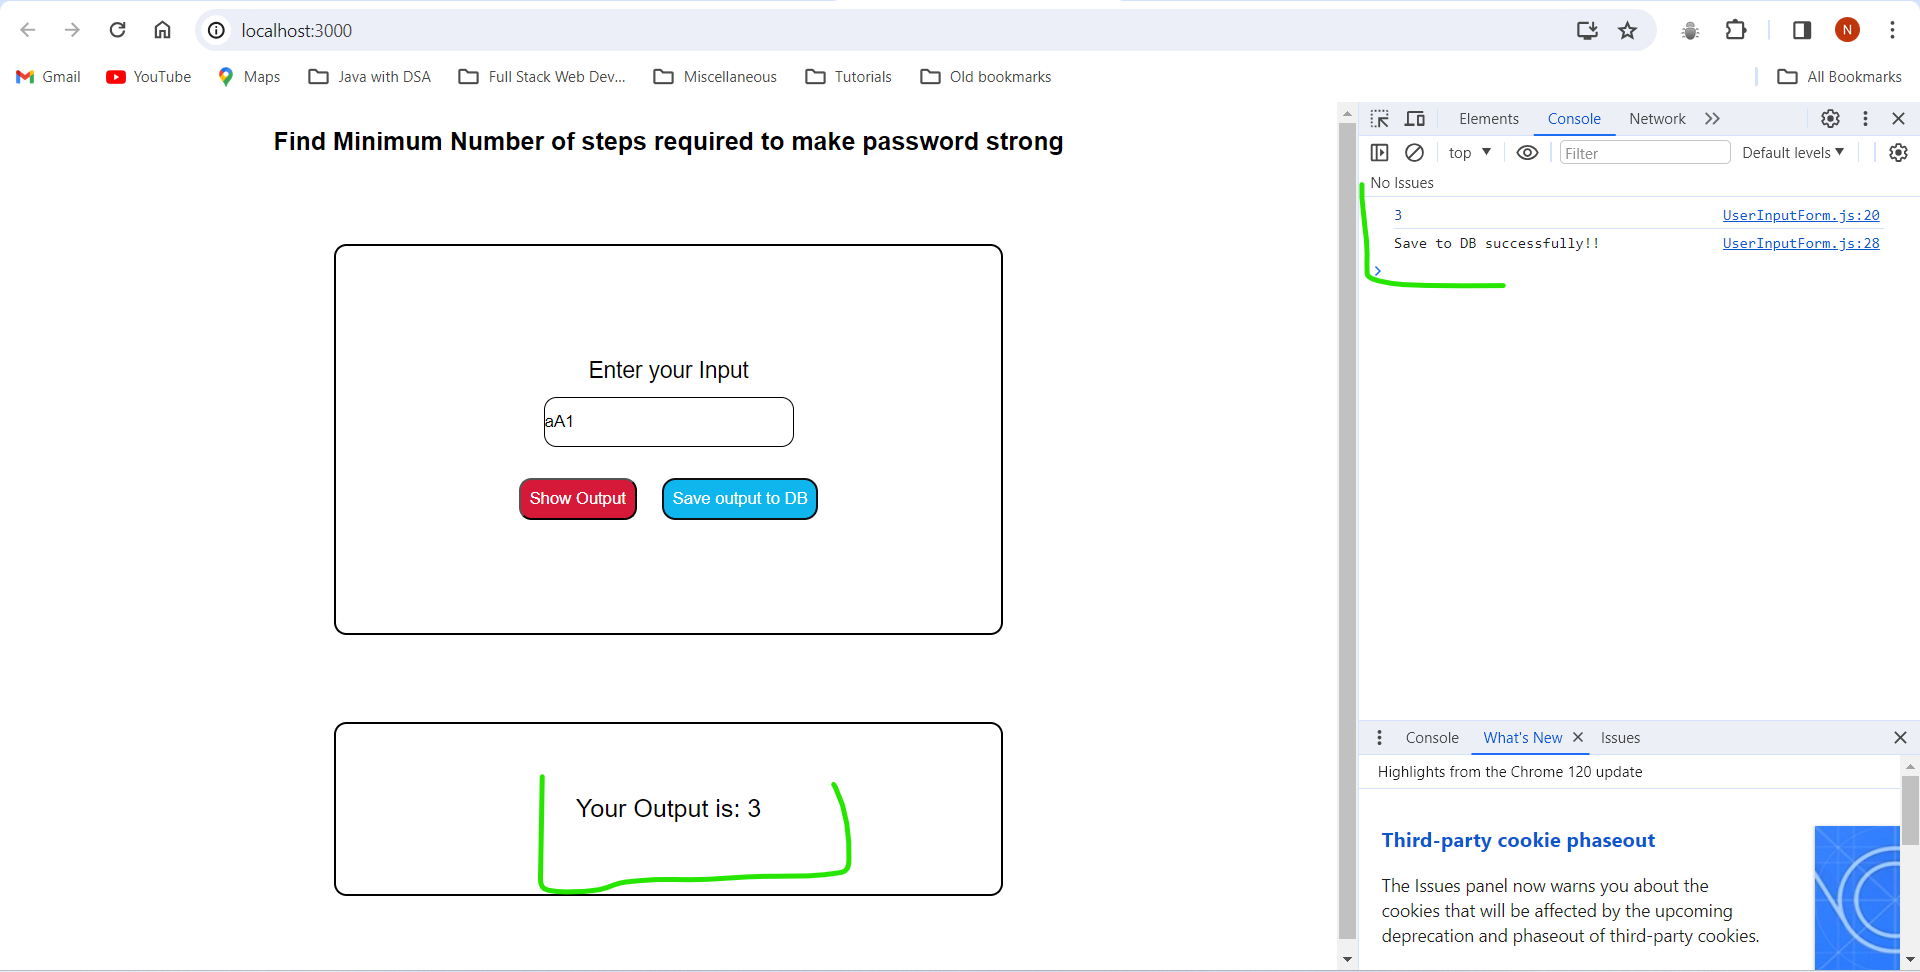 localhost:3000
N
Gmail YouTube Maps Java with DSA Full Stack Web Dev... Miscellaneous Tutorials Old bookmarks All Bookmarks
Find Minimum Number of steps required to make password strong
Enter your Input
aA1
Show Output Save output to DB
Your Output is: 3
Elements Console Network
top Filter Default levels
No Issues
3 UserInputForm.js:20
Save to DB successfully!! UserInputForm.js:28
Console What's New Issues
Highlights from the Chrome 120 update
Third-party cookie phaseout
The Issues panel now warns you about the
cookies that will be affected by the upcoming
deprecation and phaseout of third-party cookies.